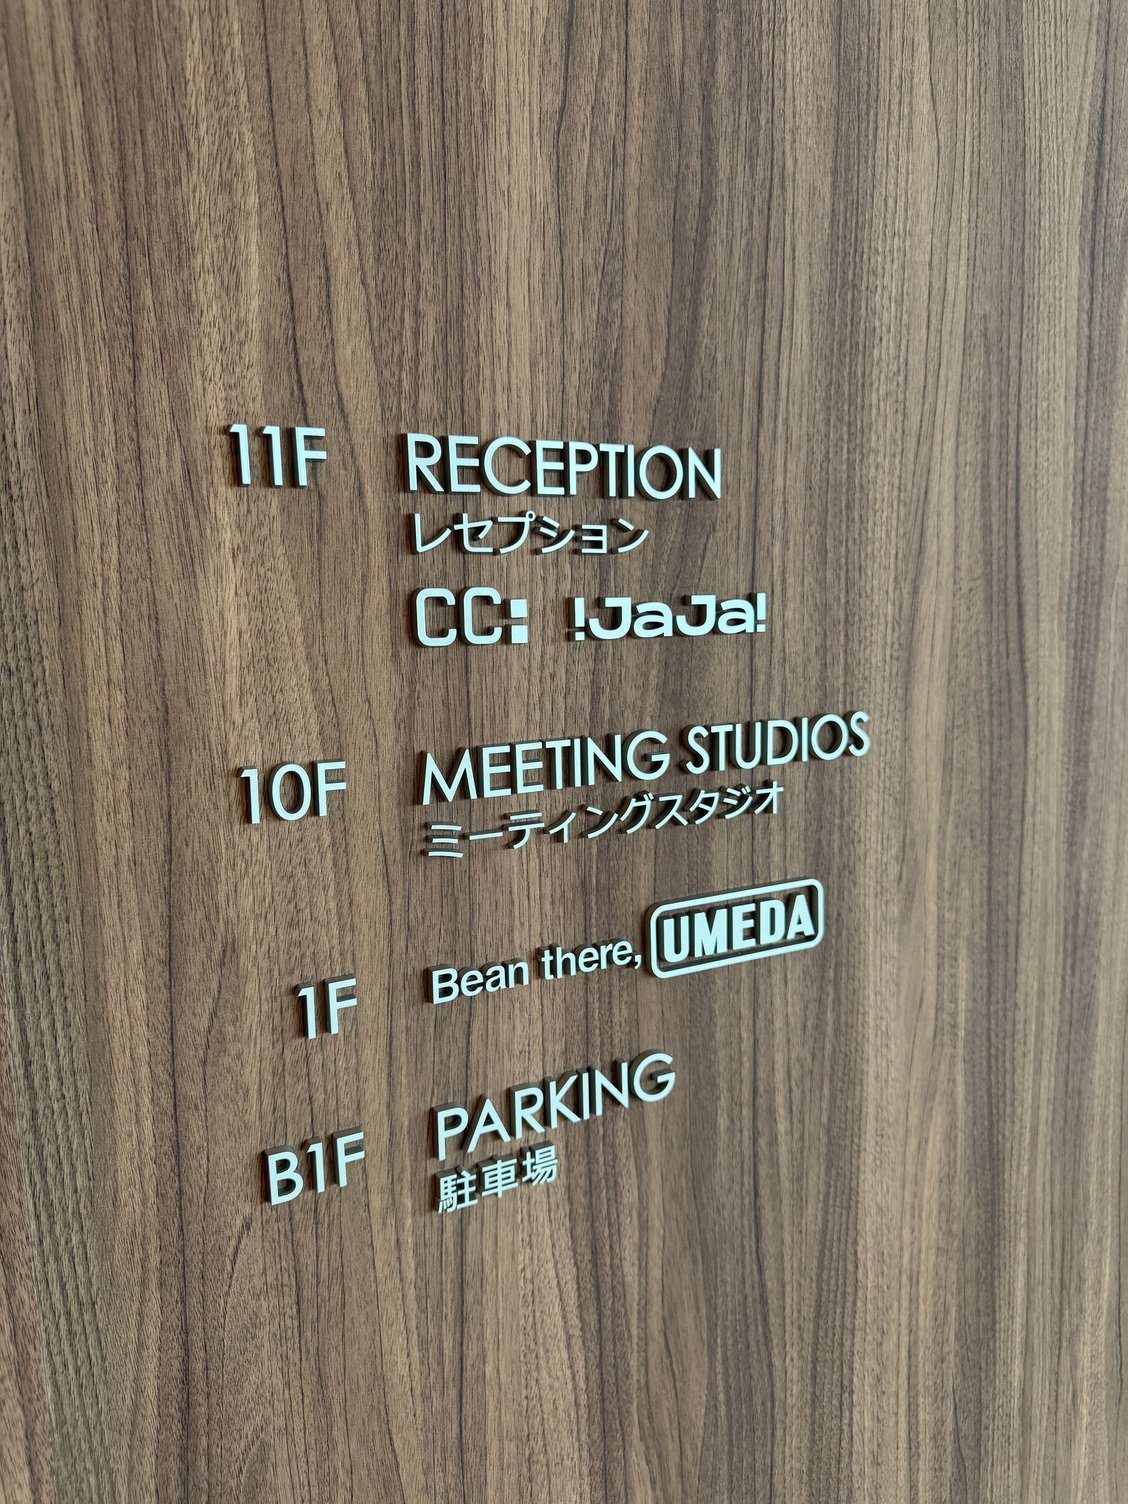 11F RECEPTION
レセプション
CC: !JaJa!
10F MEETING STUDIOS
ミーティングスタジオ
1F Bean there, UMEDA
B1F PARKING
駐車場